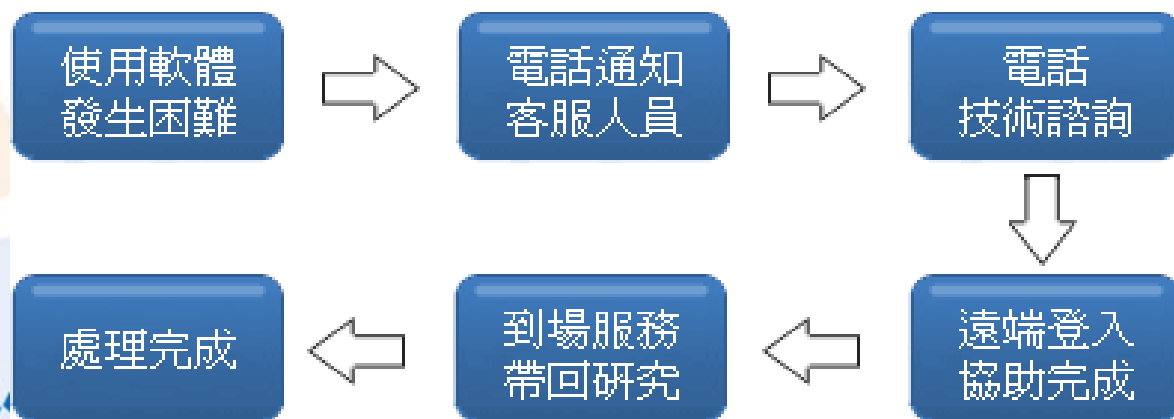 使用軟體
發生困難
電話通知
客服人員
電話
技術諮詢
遠端登入
協助完成
到場服務
帶回研究
處理完成